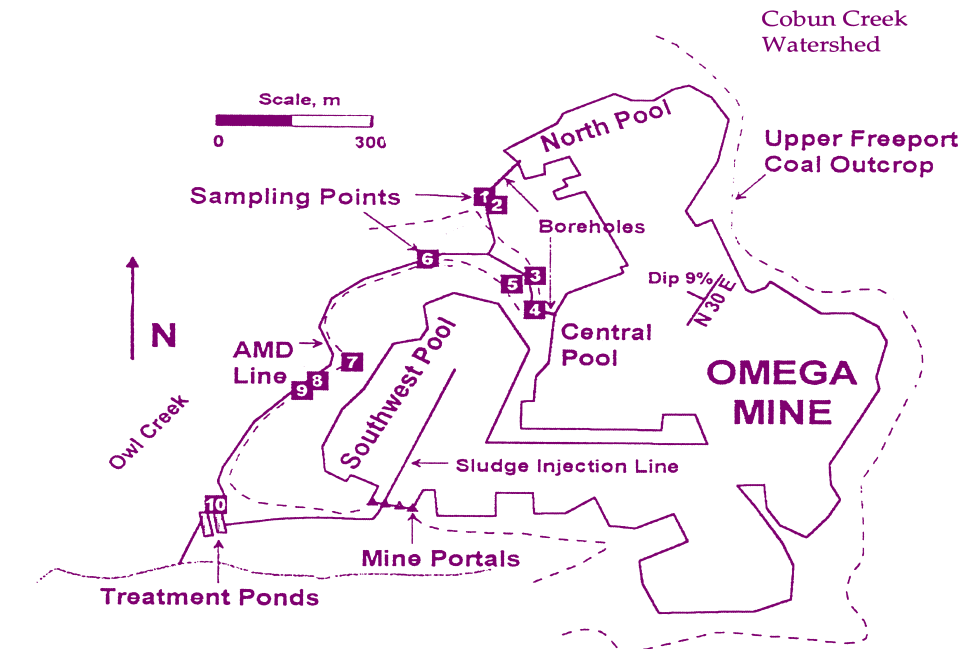 Cobun Creek
Watershed
Scale, m
0 300
North Pool
Upper Freeport
Coal Outcrop
Sampling Points
1
2
Boreholes
6
3
5
Dip 9%
N 30 E
4
N
Central
Pool
AMD
Line
7
8
9
Southwest Pool
OMEGA
MINE
Owl Creek
Sludge Injection Line
10
Mine Portals
Treatment Ponds